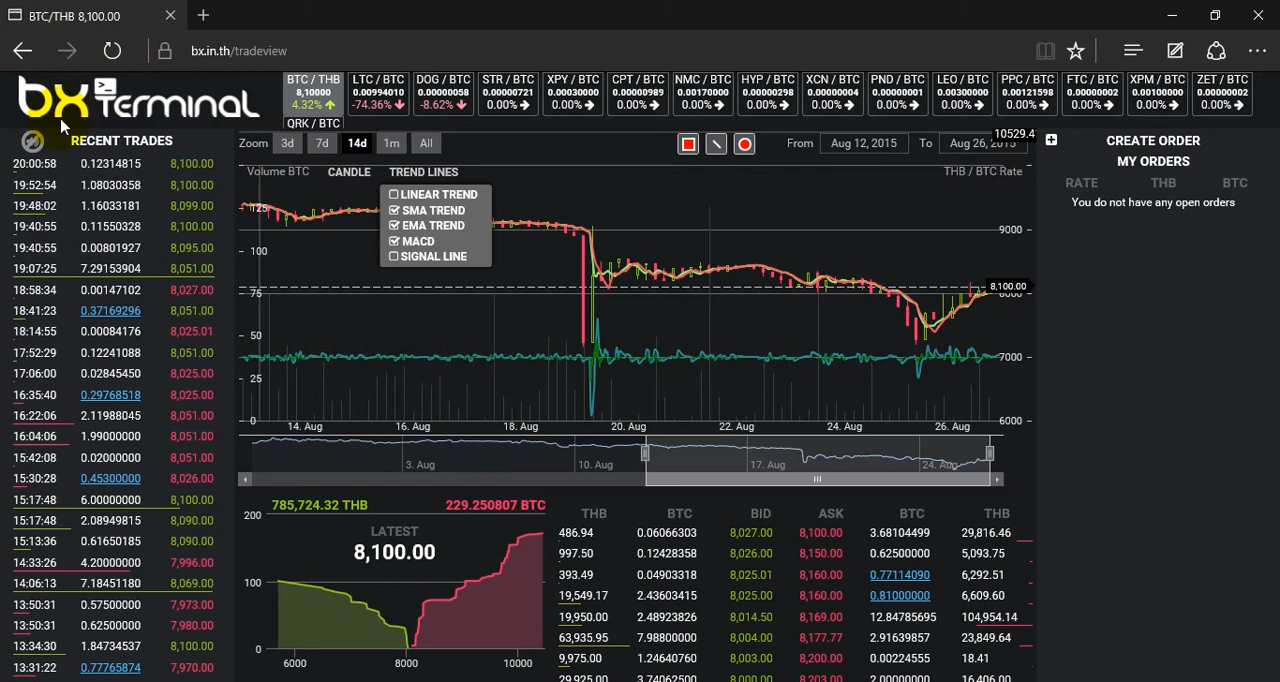 BTC/THB 8,100.00
bx.in.th/tradeview
bx Terminal
BTC / THB 8,10000 4.32%
LTC / BTC 0.00994010 -74.36%
DOG / BTC 0.00000058 -8.62%
STR / BTC 0.00000721 0.00%
XPY / BTC 0.00030000 0.00%
CPT / BTC 0.00000989 0.00%
NMC / BTC 0.00170000 0.00%
HYP / BTC 0.00000298 0.00%
XCN / BTC 0.00000004 0.00%
PND / BTC 0.00000001 0.00%
LEO / BTC 0.00300000 0.00%
PPC / BTC 0.00121598 0.00%
FTC / BTC 0.00000002 0.00%
XPM / BTC 0.00100000 0.00%
ZET / BTC 0.00000002 0.00%
QRK / BTC
RECENT TRADES
20:00:58 0.12314815 8,100.00
19:52:54 1.08030358 8,100.00
19:48:02 1.16033181 8,099.00
19:40:55 0.11550328 8,100.00
19:40:55 0.00801927 8,095.00
19:07:25 7.29153904 8,051.00
18:58:34 0.00147102 8,027.00
18:41:23 0.37169296 8,051.00
18:14:55 0.00084176 8,025.01
17:52:29 0.12241088 8,051.00
17:06:00 0.02845450 8,025.00
16:35:40 0.29768518 8,025.00
16:22:06 2.11988045 8,051.00
16:04:06 1.99000000 8,051.00
15:42:08 0.02000000 8,051.00
15:30:28 0.45300000 8,026.00
15:17:48 6.00000000 8,100.00
15:17:48 2.08949815 8,090.00
15:13:36 0.61650185 8,090.00
14:33:26 4.20000000 7,996.00
14:06:13 7.18451180 8,069.00
13:50:31 0.57500000 7,973.00
13:50:31 0.62500000 7,980.00
13:34:30 1.84734537 8,100.00
13:31:22 0.77765874 7,970.00
Zoom 3d 7d 14d 1m All
From Aug 12, 2015 To Aug 26, 2015
10529.4
Volume BTC CANDLE TREND LINES THB / BTC Rate
LINEAR TREND
SMA TREND
EMA TREND
MACD
SIGNAL LINE
125
100
75
50
25
0
9000
8,100.00
8000
7000
6000
14. Aug 16. Aug 18. Aug 20. Aug 22. Aug 24. Aug 26. Aug
3. Aug 10. Aug 17. Aug 24. Aug
785,724.32 THB 229.250807 BTC
LATEST
8,100.00
200
100
0
6000 8000 10000
THB BTC BID ASK BTC THB
486.94 0.06066303 8,027.00 8,100.00 3.68104499 29,816.46
997.50 0.12428358 8,026.00 8,150.00 0.62500000 5,093.75
393.49 0.04903318 8,025.01 8,160.00 0.77114090 6,292.51
19,549.17 2.43603415 8,025.00 8,160.00 0.81000000 6,609.60
19,950.00 2.48923826 8,014.50 8,169.00 12.84785695 104,954.14
63,935.95 7.98800000 8,004.00 8,177.77 2.91639857 23,849.64
9,975.00 1.24640760 8,003.00 8,200.00 0.00224555 18.41
29,925.00 3.74062500 8,000.00 8,203.00 2.00000000 16,406.00
CREATE ORDER
MY ORDERS
RATE THB BTC
You do not have any open orders